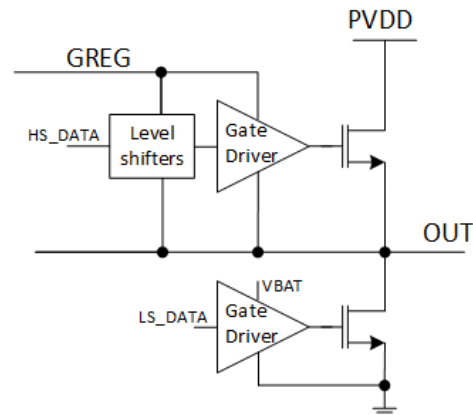 PVDD
GREG
HS_DATA
Level
shifters
Gate
Driver
OUT
VBAT
LS_DATA
Gate
Driver